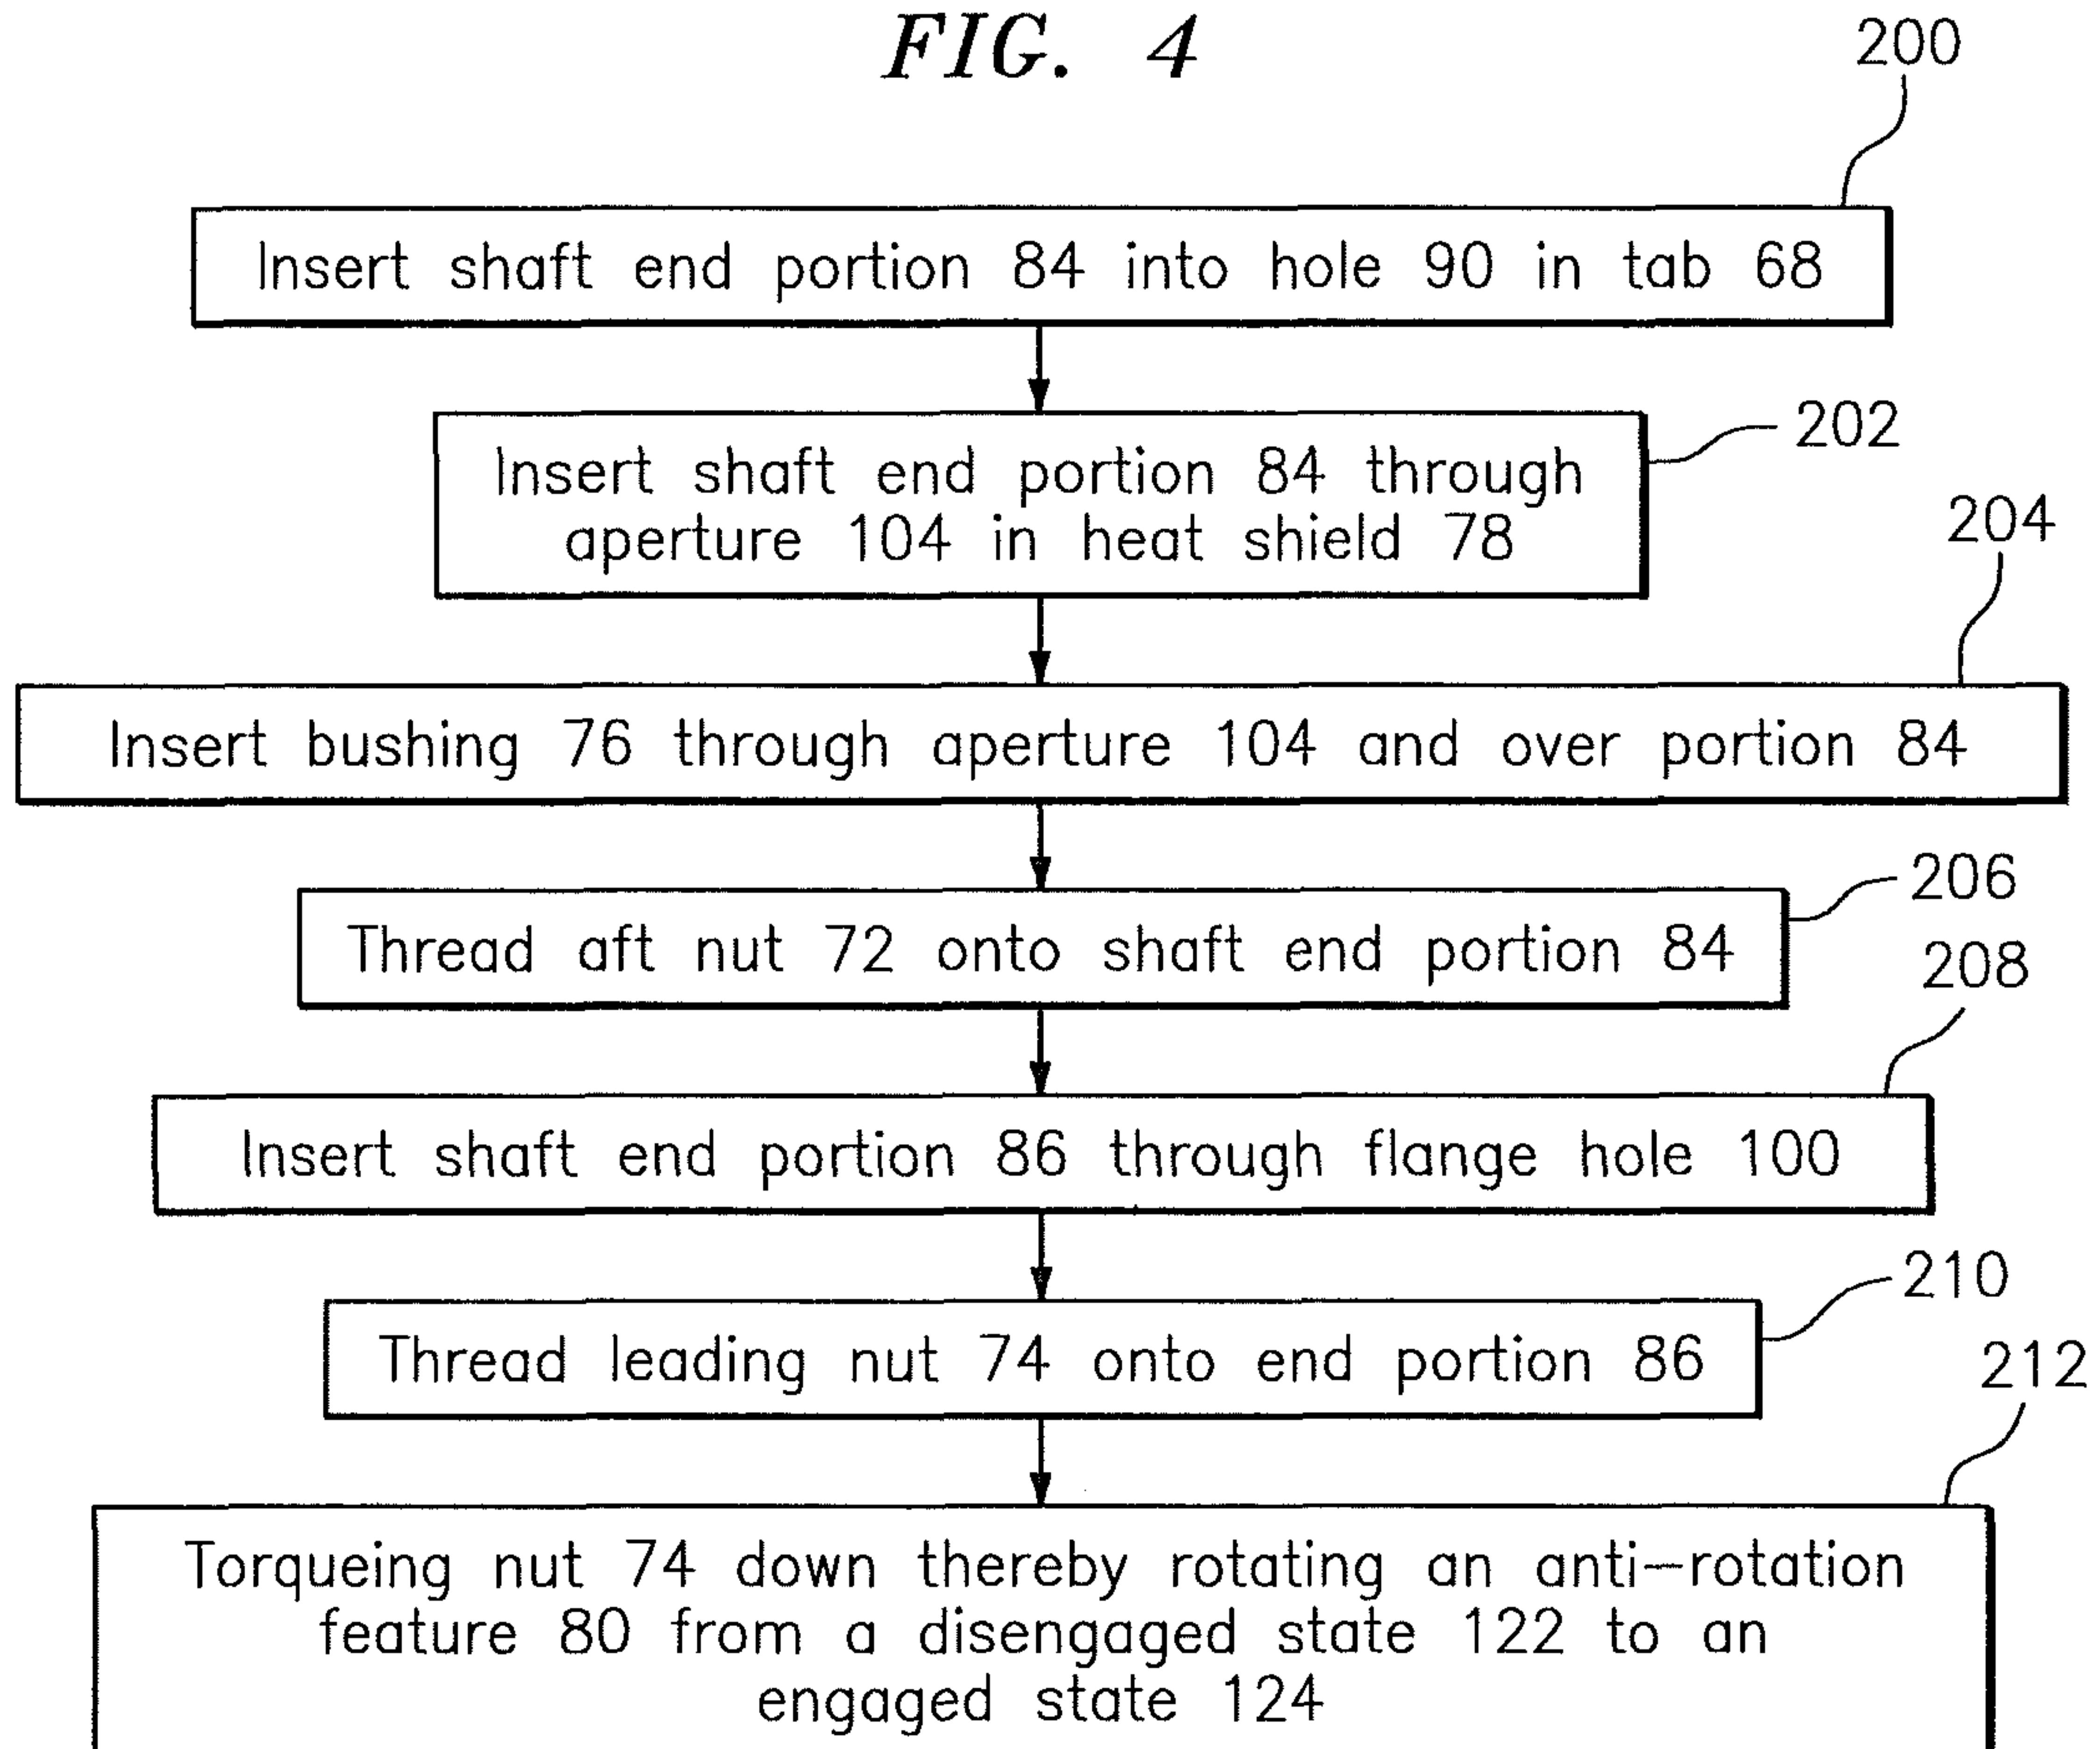 FIG. 4
200
Insert shaft end portion 84 into hole 90 in tab 68
202
Insert shaft end portion 84 through
aperture 104 in heat shield 78
204
Insert bushing 76 through aperture 104 and over portion 84
206
Thread aft nut 72 onto shaft end portion 84
208
Insert shaft end portion 86 through flange hole 100
210
Thread leading nut 74 onto end portion 86
212
Torqueing nut 74 down thereby rotating an anti-rotation
feature 80 from a disengaged state 122 to an
engaged state 124